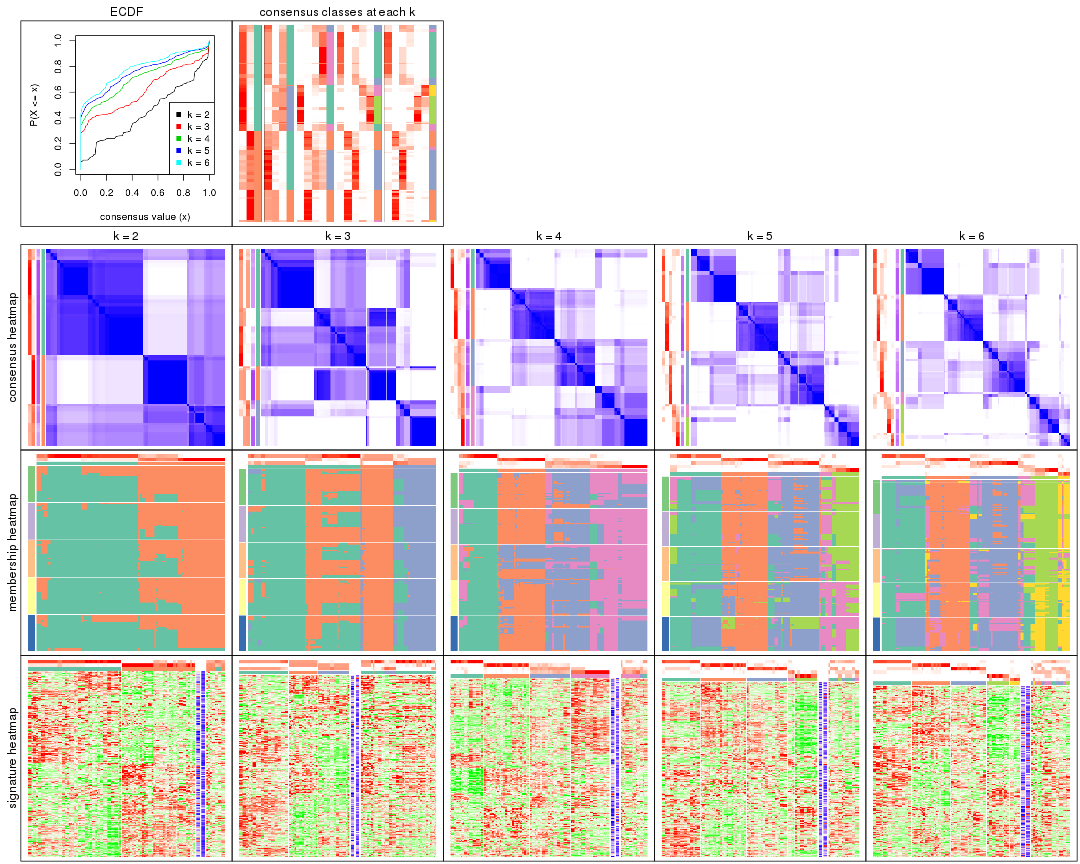 ECDF
consensus classes at each k
P(X <= x)
1.0
0.8
0.6
0.4
0.2
0.0
k = 2
k = 3
k = 4
k = 5
k = 6
0.0 0.2 0.4 0.6 0.8 1.0
consensus value (x)
k = 2 k = 3 k = 4 k = 5 k = 6
consensus heatmap
membership heatmap
signature heatmap